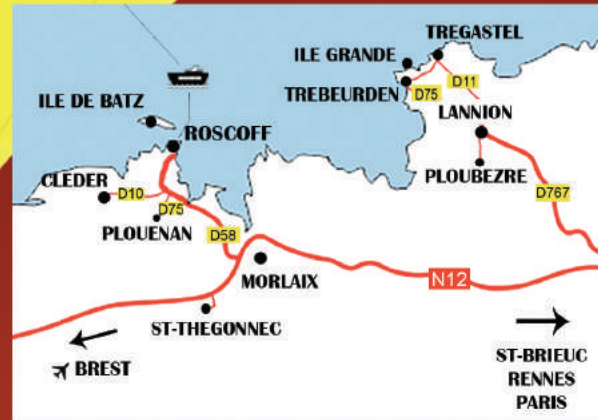 TREGASTEL
ILE GRANDE
D11
TREBEURDEN
D75
ILE DE BATZ
LANNION
ROSCOFF
PLOUBEZRE
CLEDER
D10
D75
D767
PLOUENAN
D58
MORLAIX
N12
ST-THEGONNEC
BREST
ST-BRIEUC
RENNES
PARIS